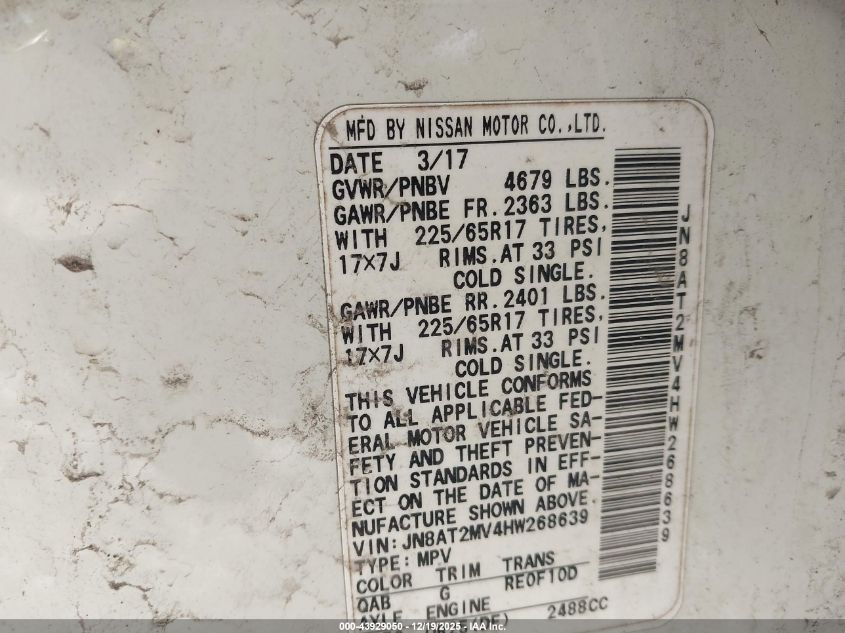 MFD BY NISSAN MOTOR CO.,LTD.
DATE 3/17
GVWR/PNBV 4679 LBS.
GAWR/PNBE FR. 2363 LBS.
WITH 225/65R17 TIRES,
17×7J RIMS.AT 33 PSI
COLD SINGLE.
GAWR/PNBE RR. 2401 LBS.
WITH 225/65R17 TIRES,
17×7J RIMS.AT 33 PSI
COLD SINGLE.
THIS VEHICLE CONFORMS
TO ALL APPLICABLE FED-
ERAL MOTOR VEHICLE SA-
FETY AND THEFT PREVEN-
TION STANDARDS IN EFF-
ECT ON THE DATE OF MA-
NUFACTURE SHOWN ABOVE.
VIN:JN8AT2MV4HW268639
TYPE:MPV
COLOR TRIM TRANS
QAB G RE0F10D
ENGINE
2488CC
JN8AT2MV4HW268639
000-43929050 - 12/19/2025 - IAA Inc.